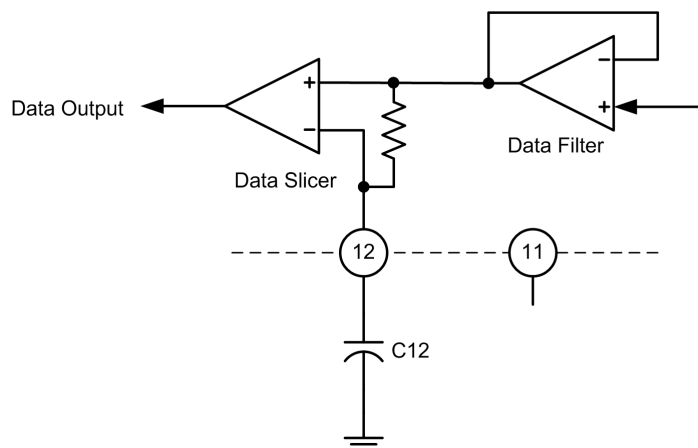 +
−
−
+
Data Output
Data Filter
Data Slicer
12
11
C12